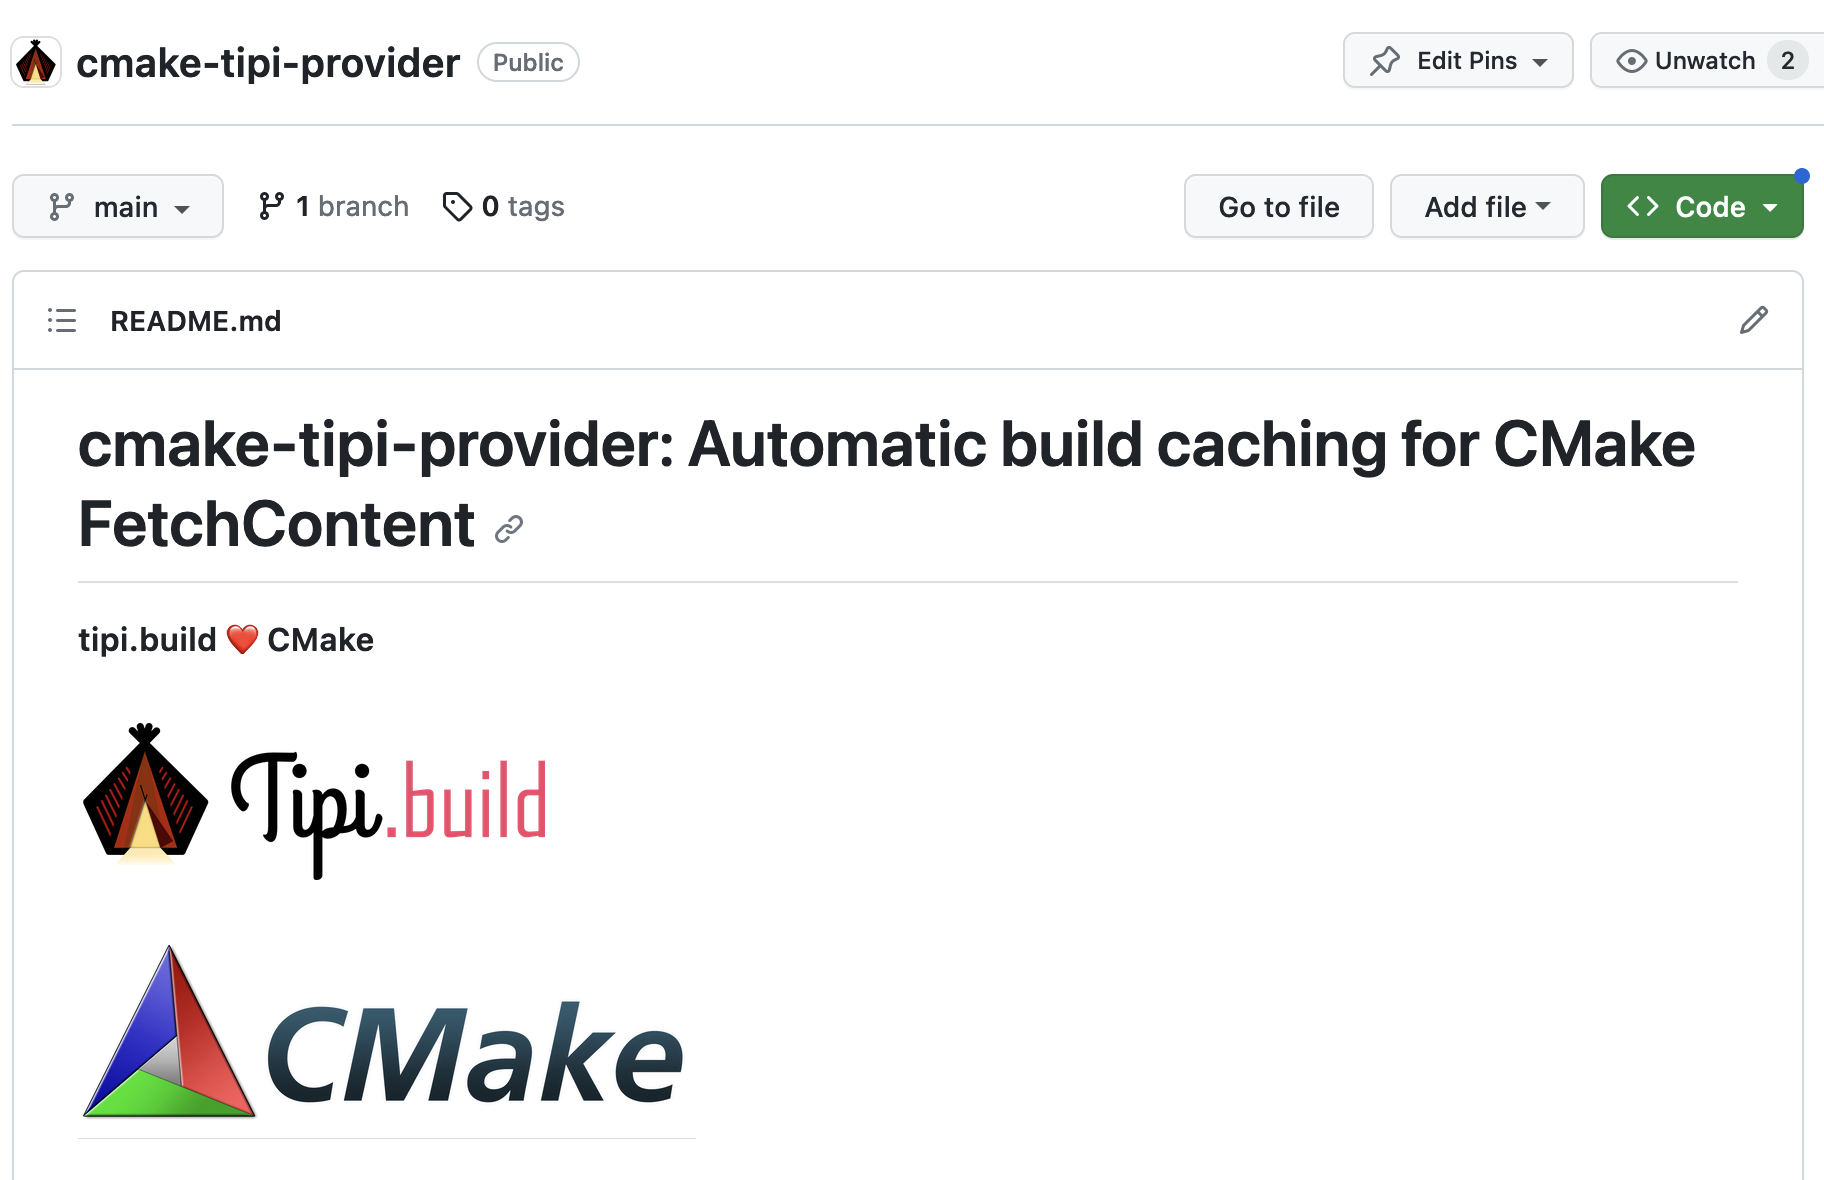 cmake-tipi-provider Public Edit Pins Unwatch 2
main 1 branch 0 tags Go to file Add file Code
README.md
cmake-tipi-provider: Automatic build caching for CMake
FetchContent
tipi.build ❤️ CMake
Tipi.build
CMake